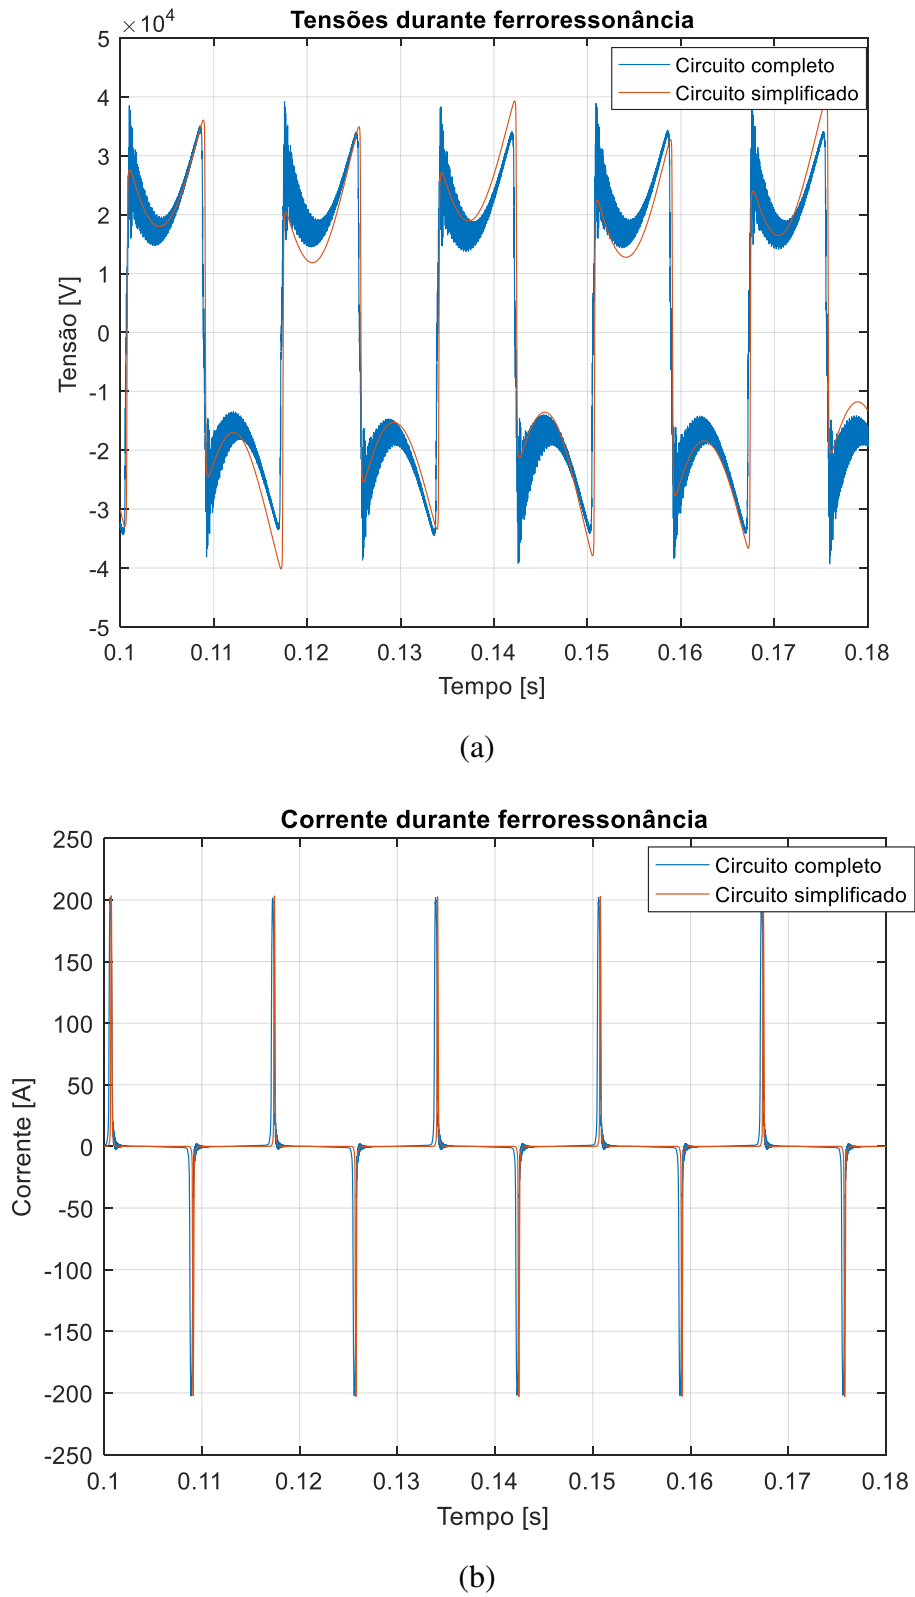 Tensões durante ferroressonância
×10⁴
Circuito completo
Circuito simplificado
5
4
3
2
1
0
-1
-2
-3
-4
-5
Tensão [V]
0.1 0.11 0.12 0.13 0.14 0.15 0.16 0.17 0.18
Tempo [s]
(a)
Corrente durante ferroressonância
Circuito completo
Circuito simplificado
250
200
150
100
50
0
-50
-100
-150
-200
-250
Corrente [A]
0.1 0.11 0.12 0.13 0.14 0.15 0.16 0.17 0.18
Tempo [s]
(b)